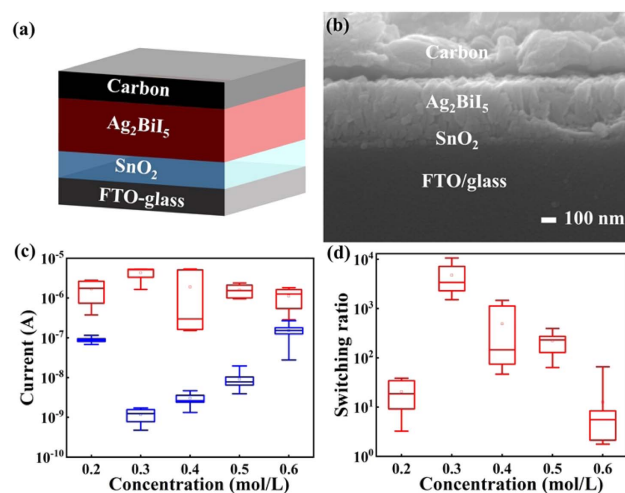 (a)
Carbon
Ag₂BiI₅
SnO₂
FTO-glass
(b)
Carbon
Ag₂BiI₅
SnO₂
FTO/glass
100 nm
(c)
10⁻⁵
10⁻⁶
10⁻⁷
10⁻⁸
10⁻⁹
10⁻¹⁰
Current (A)
0.2 0.3 0.4 0.5 0.6
Concentration (mol/L)
(d)
10⁴
10³
10²
10¹
10⁰
Switching ratio
0.2 0.3 0.4 0.5 0.6
Concentration (mol/L)